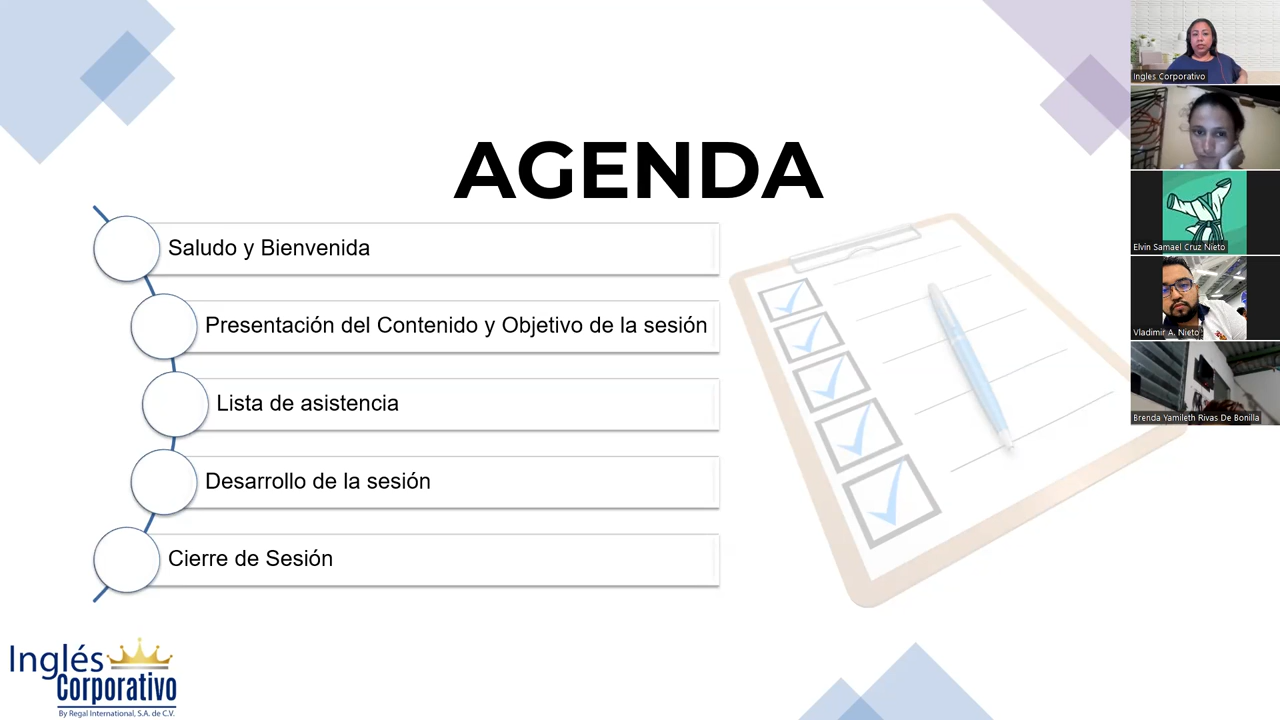 AGENDA
Saludo y Bienvenida
Presentación del Contenido y Objetivo de la sesión
Lista de asistencia
Desarrollo de la sesión
Cierre de Sesión
Inglés
Corporativo
By Regal International, S.A. de C.V.
Ingles Corporativo
Elvin Samael Cruz Nieto
Vladimir A. Nieto
Brenda Yamileth Rivas De Bonilla